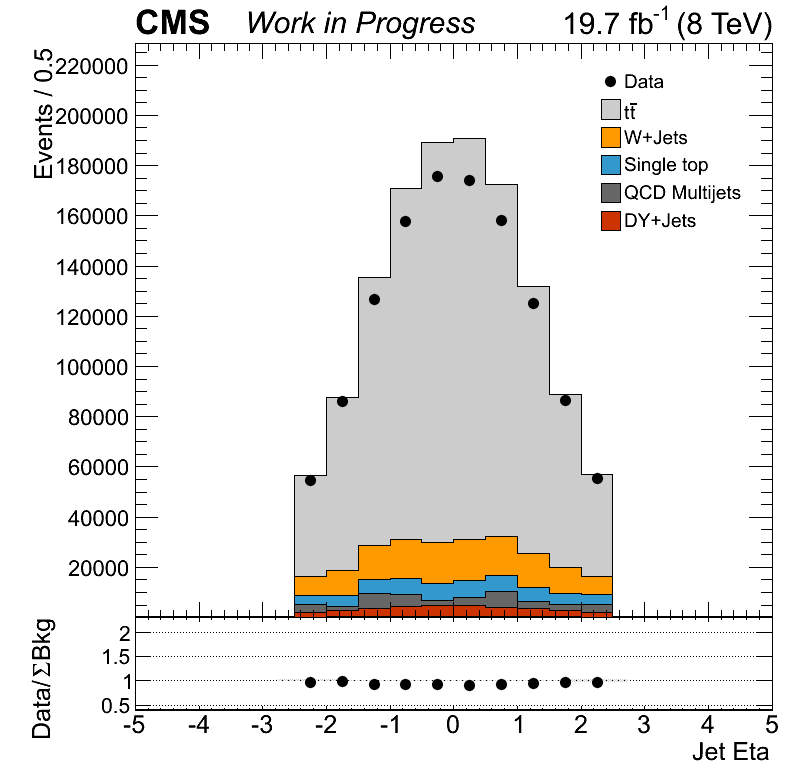 CMS Work in Progress 19.7 fb⁻¹ (8 TeV)
Events / 0.5
220000
200000
180000
160000
140000
120000
100000
80000
60000
40000
20000
Data
tt̄
W+Jets
Single top
QCD Multijets
DY+Jets
Data/ΣBkg
2
1.5
1
0.5
-5 -4 -3 -2 -1 0 1 2 3 4 5
Jet Eta